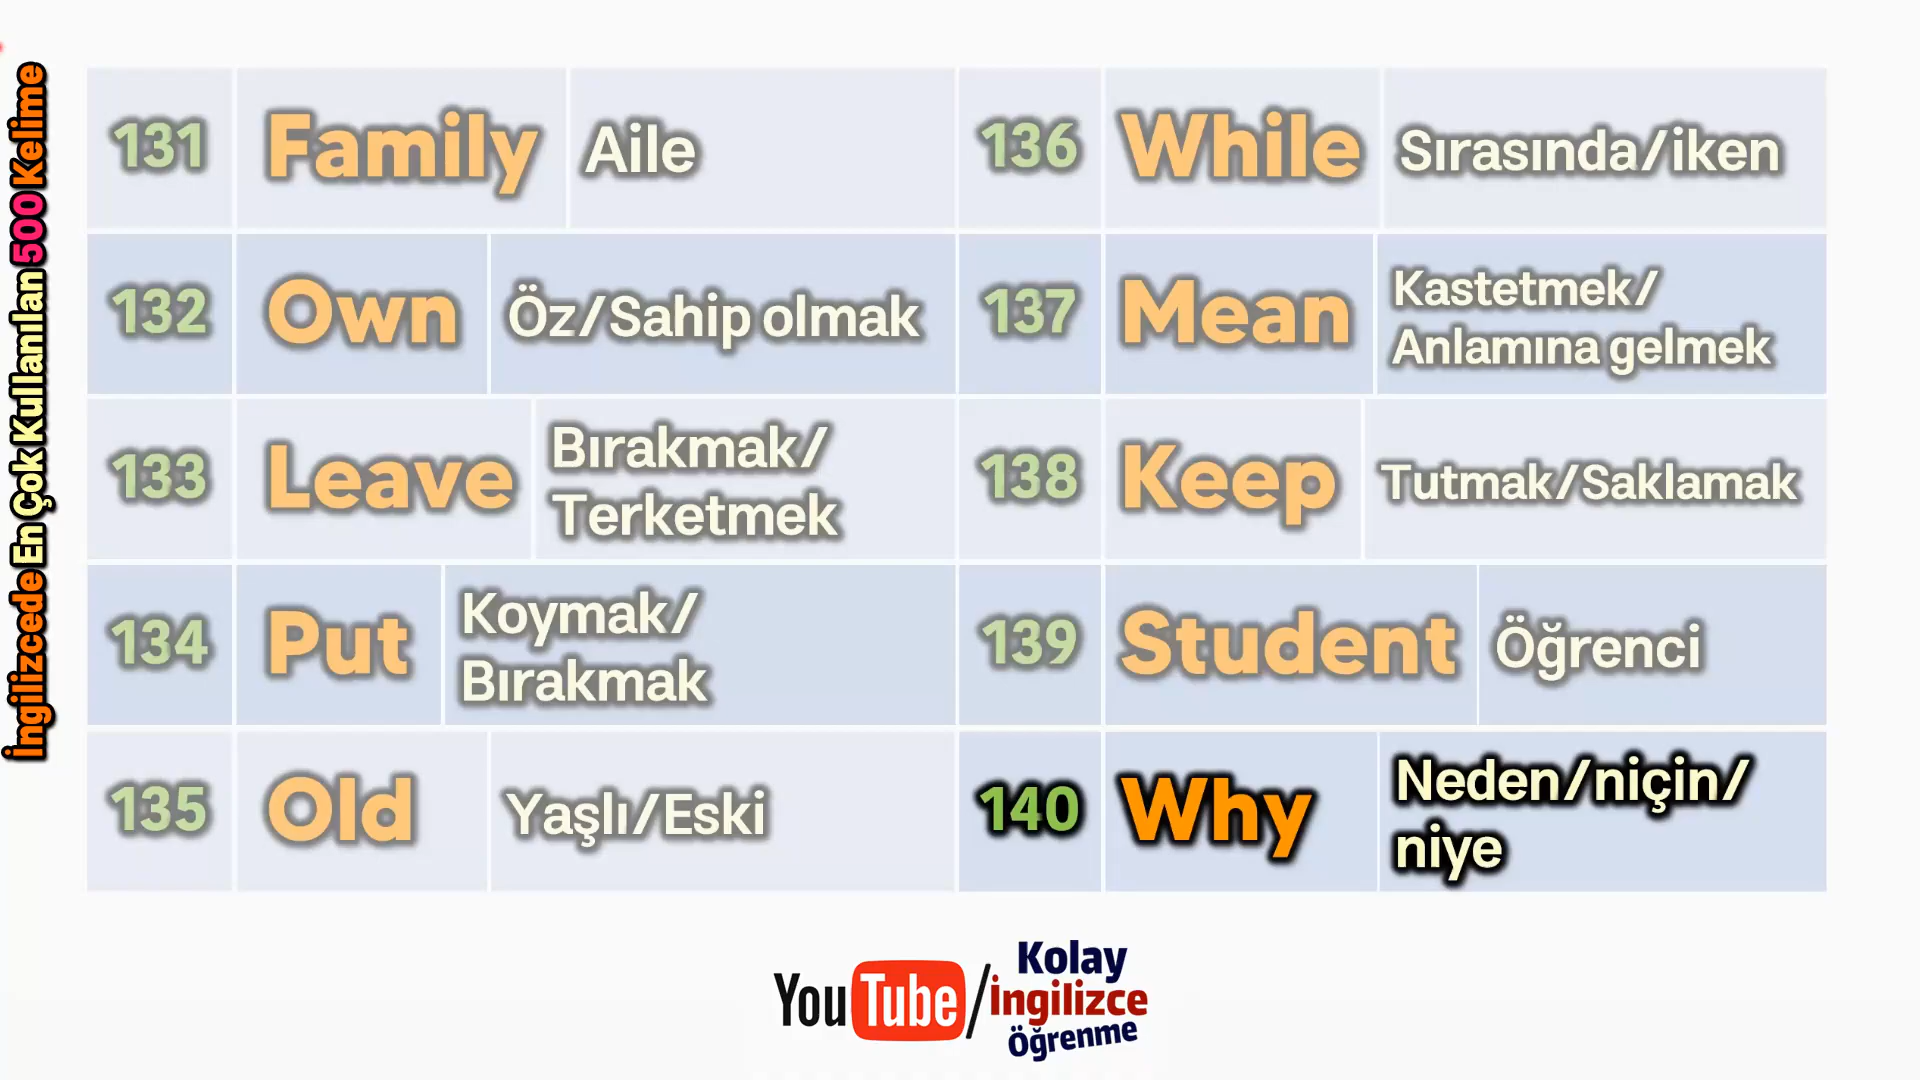 İngilizcede En Çok Kullanılan 500 Kelime
131 Family Aile
132 Own Öz/Sahip olmak
133 Leave Bırakmak/
Terketmek
134 Put Koymak/
Bırakmak
135 Old Yaşlı/Eski
136 While Sırasında/iken
137 Mean Kastetmek/
Anlamına gelmek
138 Keep Tutmak/Saklamak
139 Student Öğrenci
140 Why Neden/niçin/
niye
YouTube/Kolay
İngilizce
Öğrenme